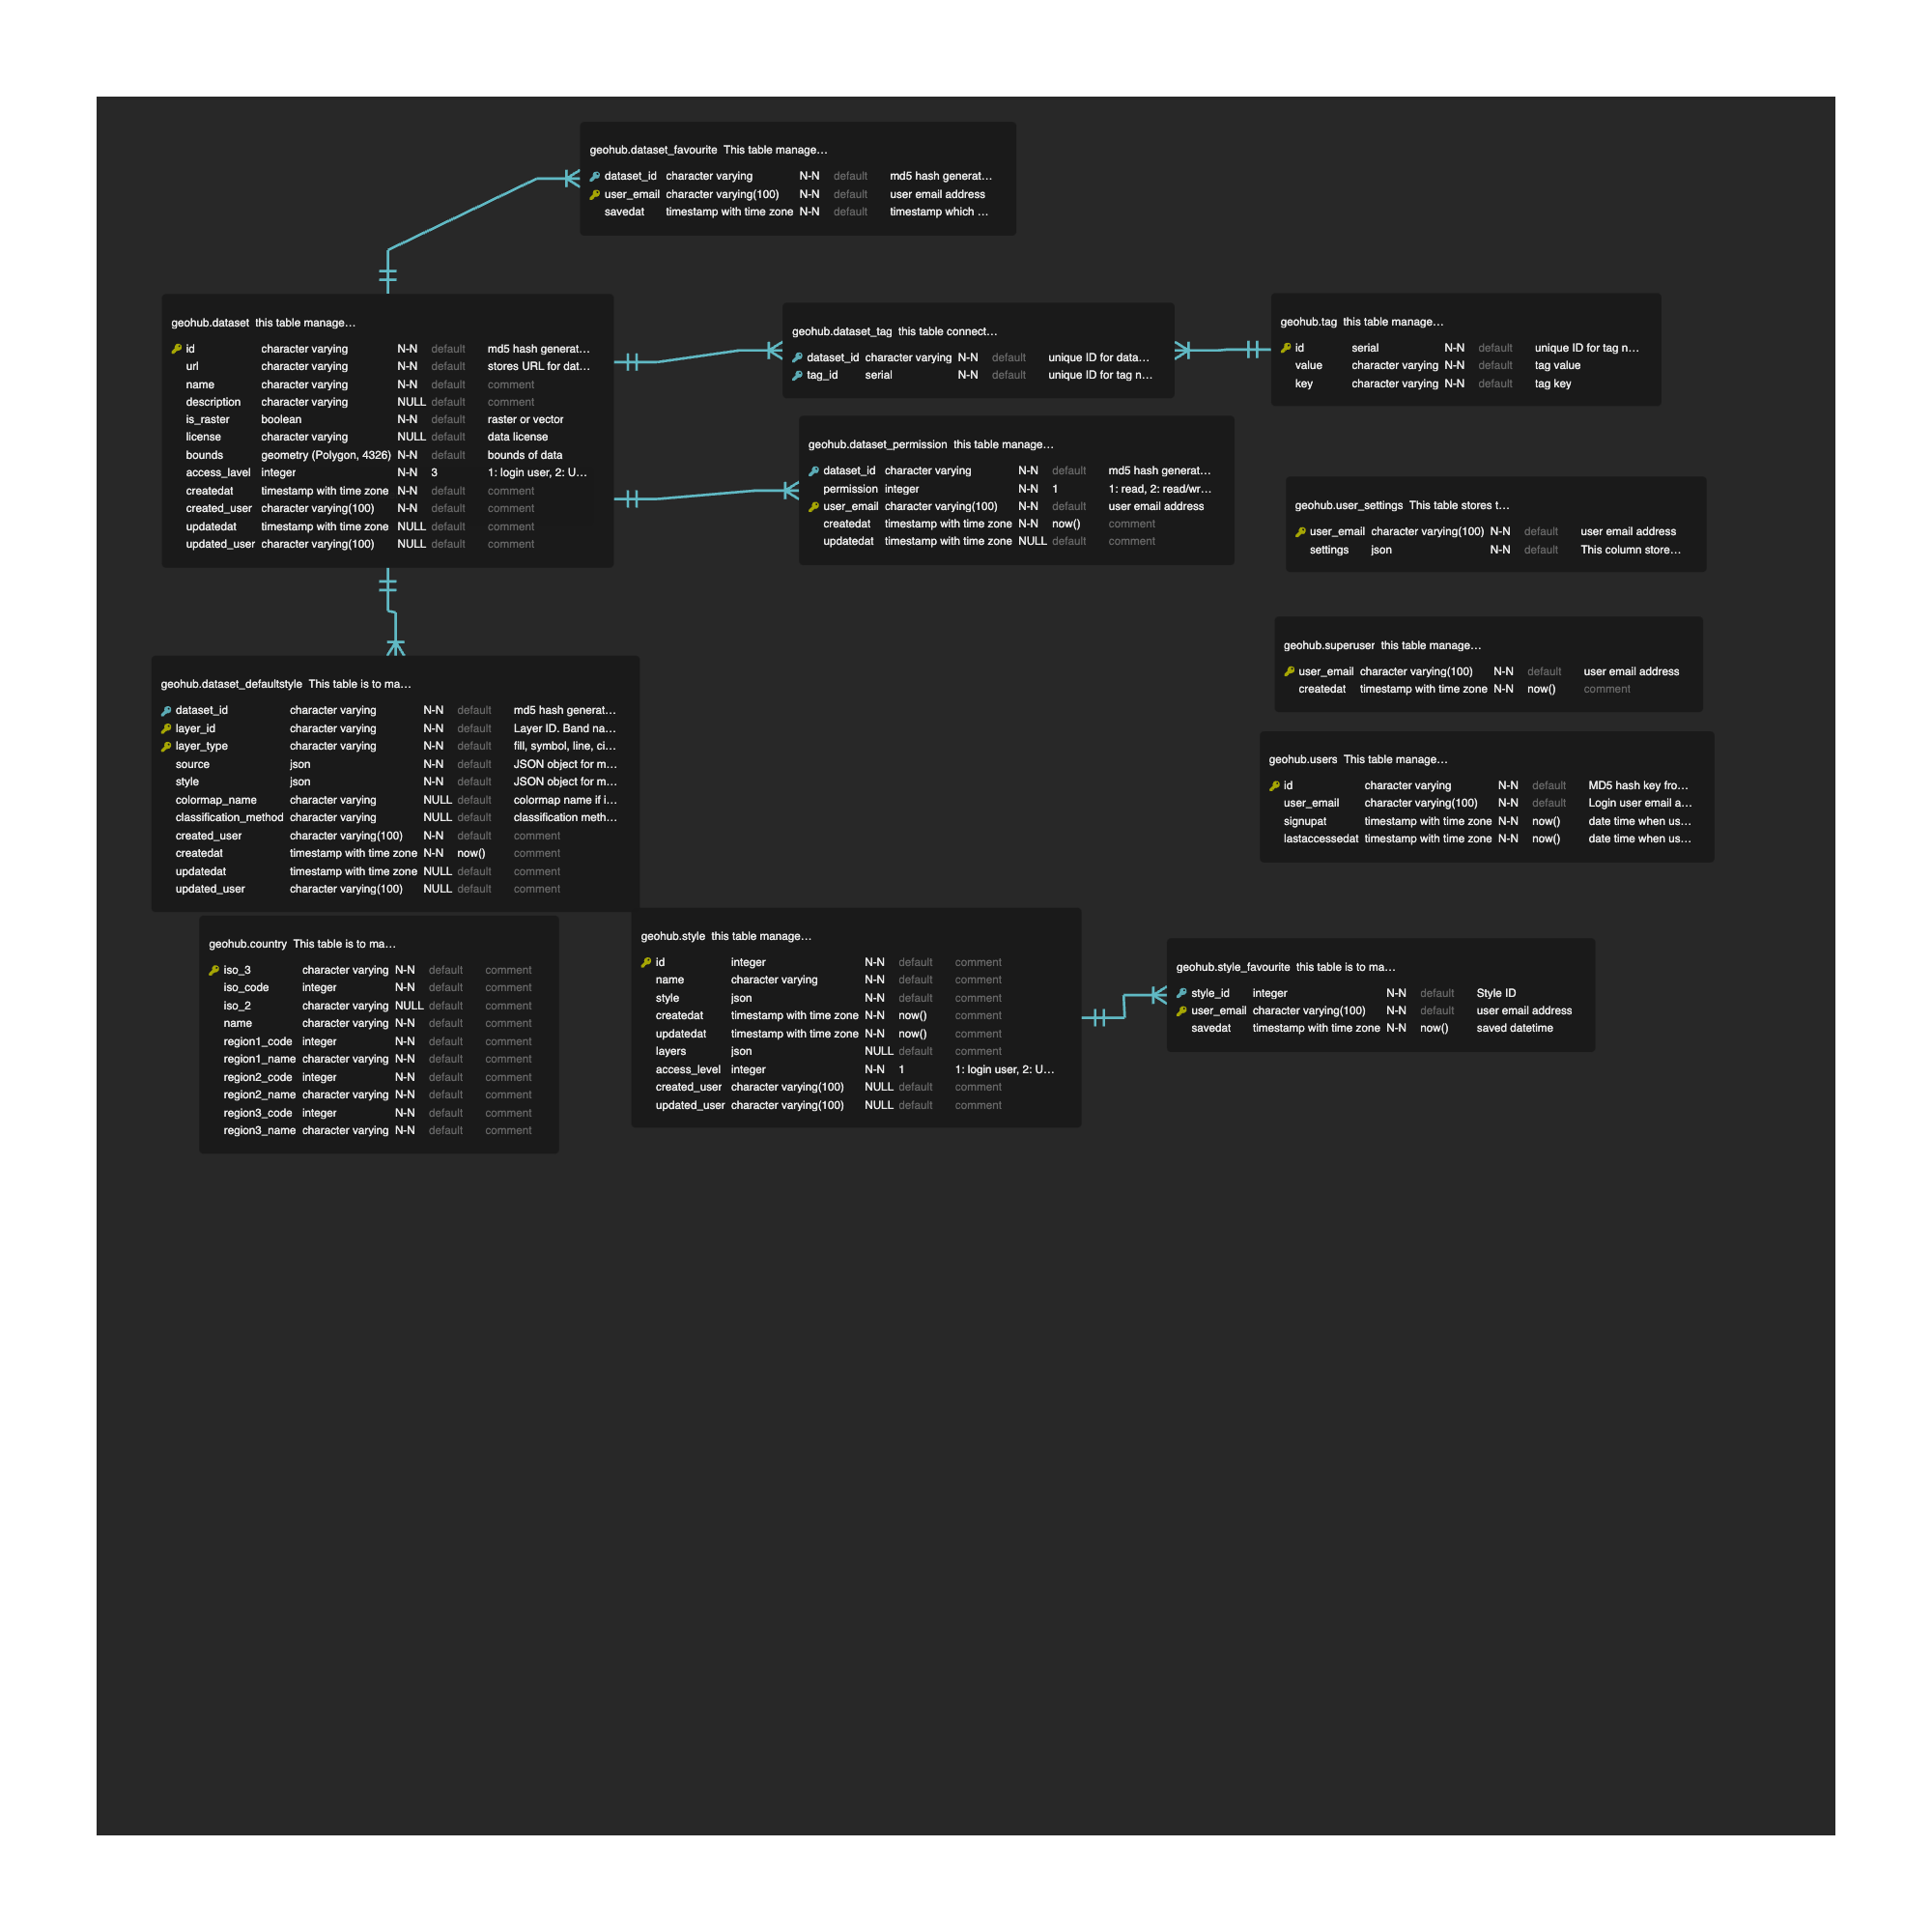 geohub.dataset_favourite This table manage...
dataset_id character varying N-N default md5 hash generat...
user_email character varying(100) N-N default user email address
savedat timestamp with time zone N-N default timestamp which ...
geohub.dataset this table manage...
id character varying N-N default md5 hash generat...
url character varying N-N default stores URL for dat...
name character varying N-N default comment
description character varying NULL default comment
is_raster boolean N-N default raster or vector
license character varying NULL default data license
bounds geometry (Polygon, 4326) N-N default bounds of data
access_lavel integer N-N 3 1: login user, 2: U...
createdat timestamp with time zone N-N default comment
created_user character varying(100) N-N default comment
updatedat timestamp with time zone NULL default comment
updated_user character varying(100) NULL default comment
geohub.dataset_tag this table connect...
dataset_id character varying N-N default unique ID for data...
tag_id serial N-N default unique ID for tag n...
geohub.tag this table manage...
id serial N-N default unique ID for tag n...
value character varying N-N default tag value
key character varying N-N default tag key
geohub.dataset_permission this table manage...
dataset_id character varying N-N default md5 hash generat...
permission integer N-N 1 1: read, 2: read/wr...
user_email character varying(100) N-N default user email address
createdat timestamp with time zone N-N now() comment
updatedat timestamp with time zone NULL default comment
geohub.user_settings This table stores t...
user_email character varying(100) N-N default user email address
settings json N-N default This column store...
geohub.superuser this table manage...
user_email character varying(100) N-N default user email address
createdat timestamp with time zone N-N now() comment
geohub.dataset_defaultstyle This table is to ma...
dataset_id character varying N-N default md5 hash generat...
layer_id character varying N-N default Layer ID. Band na...
layer_type character varying N-N default fill, symbol, line, ci...
source json N-N default JSON object for m...
style json N-N default JSON object for m...
colormap_name character varying NULL default colormap name if i...
classification_method character varying NULL default classification meth...
created_user character varying(100) N-N default comment
createdat timestamp with time zone N-N now() comment
updatedat timestamp with time zone NULL default comment
updated_user character varying(100) NULL default comment
geohub.users This table manage...
id character varying N-N default MD5 hash key fro...
user_email character varying(100) N-N default Login user email a...
signupat timestamp with time zone N-N now() date time when us...
lastaccessedat timestamp with time zone N-N now() date time when us...
geohub.country This table is to ma...
iso_3 character varying N-N default comment
iso_code integer N-N default comment
iso_2 character varying NULL default comment
name character varying N-N default comment
region1_code integer N-N default comment
region1_name character varying N-N default comment
region2_code integer N-N default comment
region2_name character varying N-N default comment
region3_code integer N-N default comment
region3_name character varying N-N default comment
geohub.style this table manage...
id integer N-N default comment
name character varying N-N default comment
style json N-N default comment
createdat timestamp with time zone N-N now() comment
updatedat timestamp with time zone N-N now() comment
layers json NULL default comment
access_level integer N-N 1 1: login user, 2: U...
created_user character varying(100) NULL default comment
updated_user character varying(100) NULL default comment
geohub.style_favourite this table is to ma...
style_id integer N-N default Style ID
user_email character varying(100) N-N default user email address
savedat timestamp with time zone N-N now() saved datetime